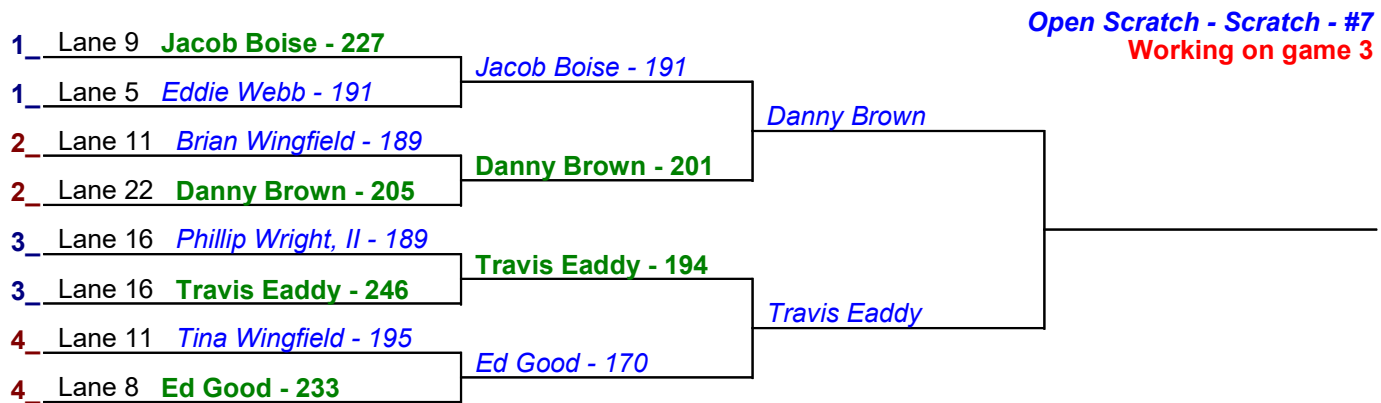 Open Scratch - Scratch - #7
Working on game 3
1_ Lane 9 Jacob Boise - 227
1_ Lane 5 Eddie Webb - 191
2_ Lane 11 Brian Wingfield - 189
2_ Lane 22 Danny Brown - 205
3_ Lane 16 Phillip Wright, II - 189
3_ Lane 16 Travis Eaddy - 246
4_ Lane 11 Tina Wingfield - 195
4_ Lane 8 Ed Good - 233
Jacob Boise - 191
Danny Brown - 201
Travis Eaddy - 194
Ed Good - 170
Danny Brown
Travis Eaddy